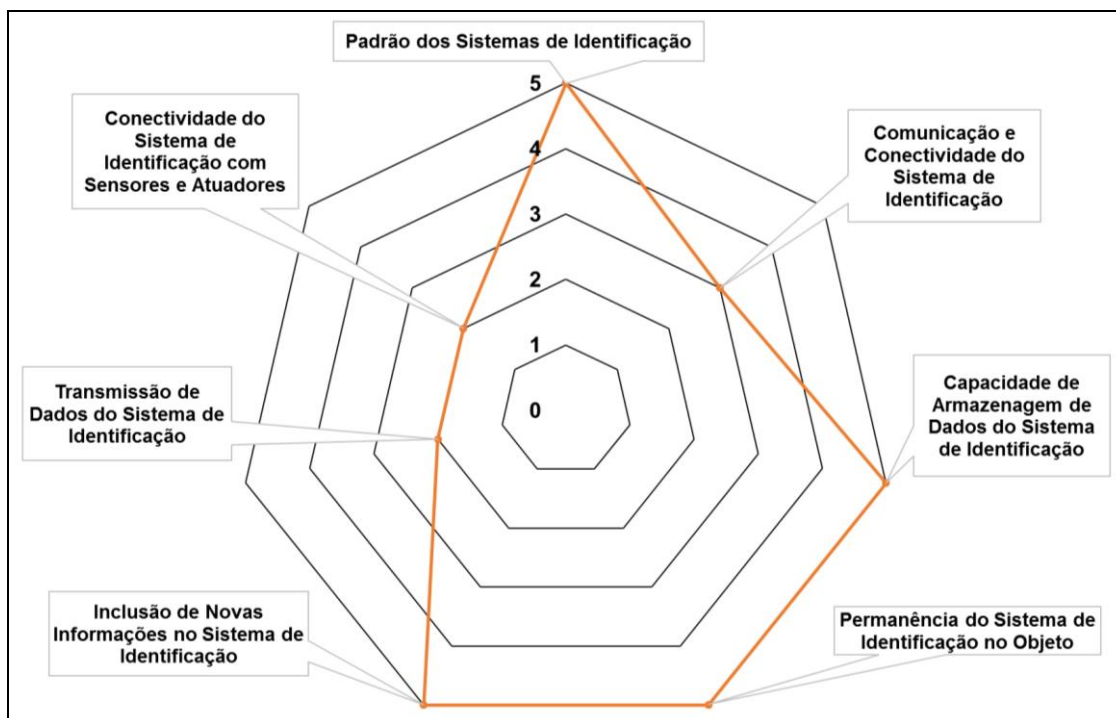 Padrão dos Sistemas de Identificação
5
4
3
2
1
0
Comunicação e
Conectividade do
Sistema de
Identificação
Capacidade de
Armazenagem de
Dados do Sistema
de Identificação
Permanência do Sistema de
Identificação no Objeto
Inclusão de Novas
Informações no Sistema de
Identificação
Transmissão de
Dados do Sistema de
Identificação
Conectividade do
Sistema de
Identificação com
Sensores e Atuadores